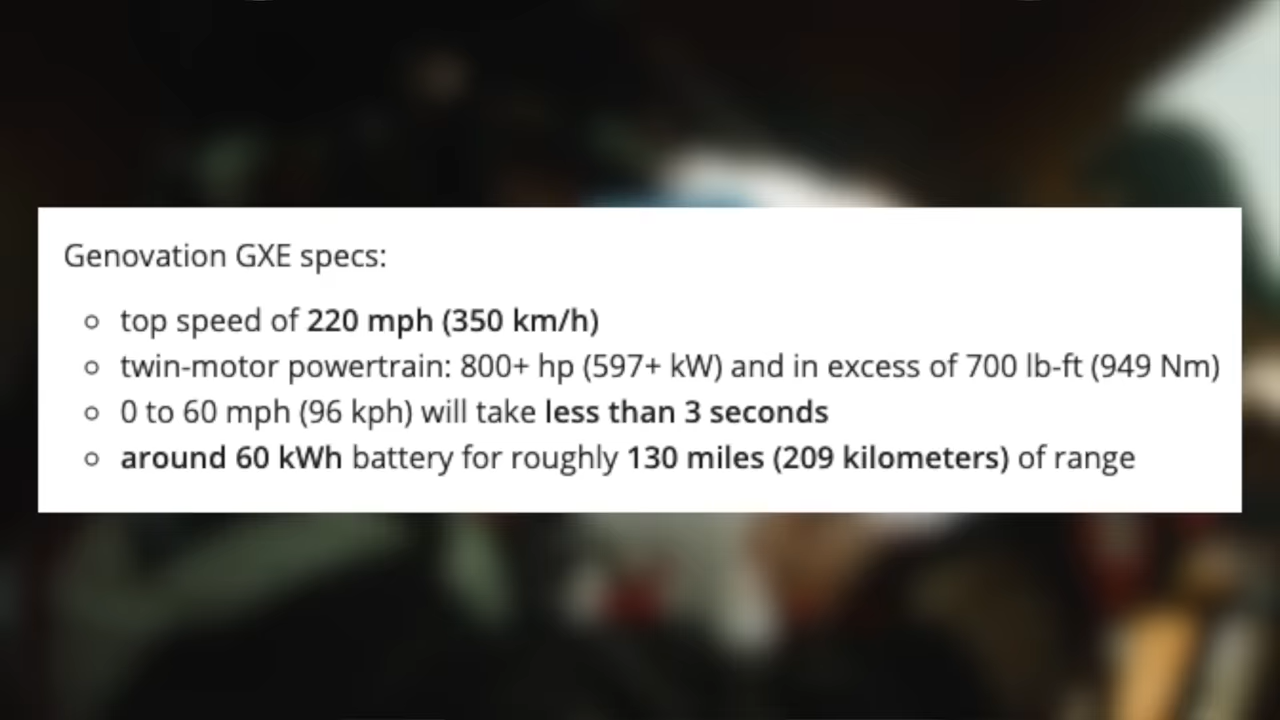 Genovation GXE specs:
top speed of 220 mph (350 km/h)
twin-motor powertrain: 800+ hp (597+ kW) and in excess of 700 lb-ft (949 Nm)
0 to 60 mph (96 kph) will take less than 3 seconds
around 60 kWh battery for roughly 130 miles (209 kilometers) of range